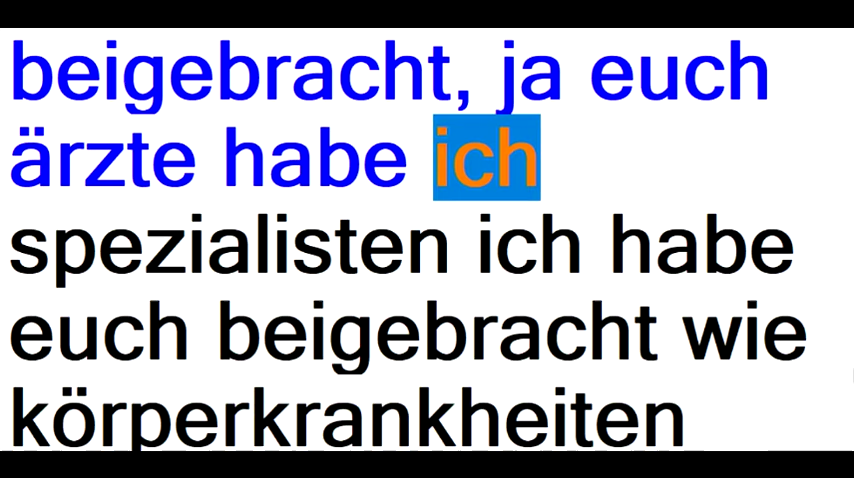 beigebracht, ja euch
ärzte habe ich
spezialisten ich habe
euch beigebracht wie
körperkrankheiten